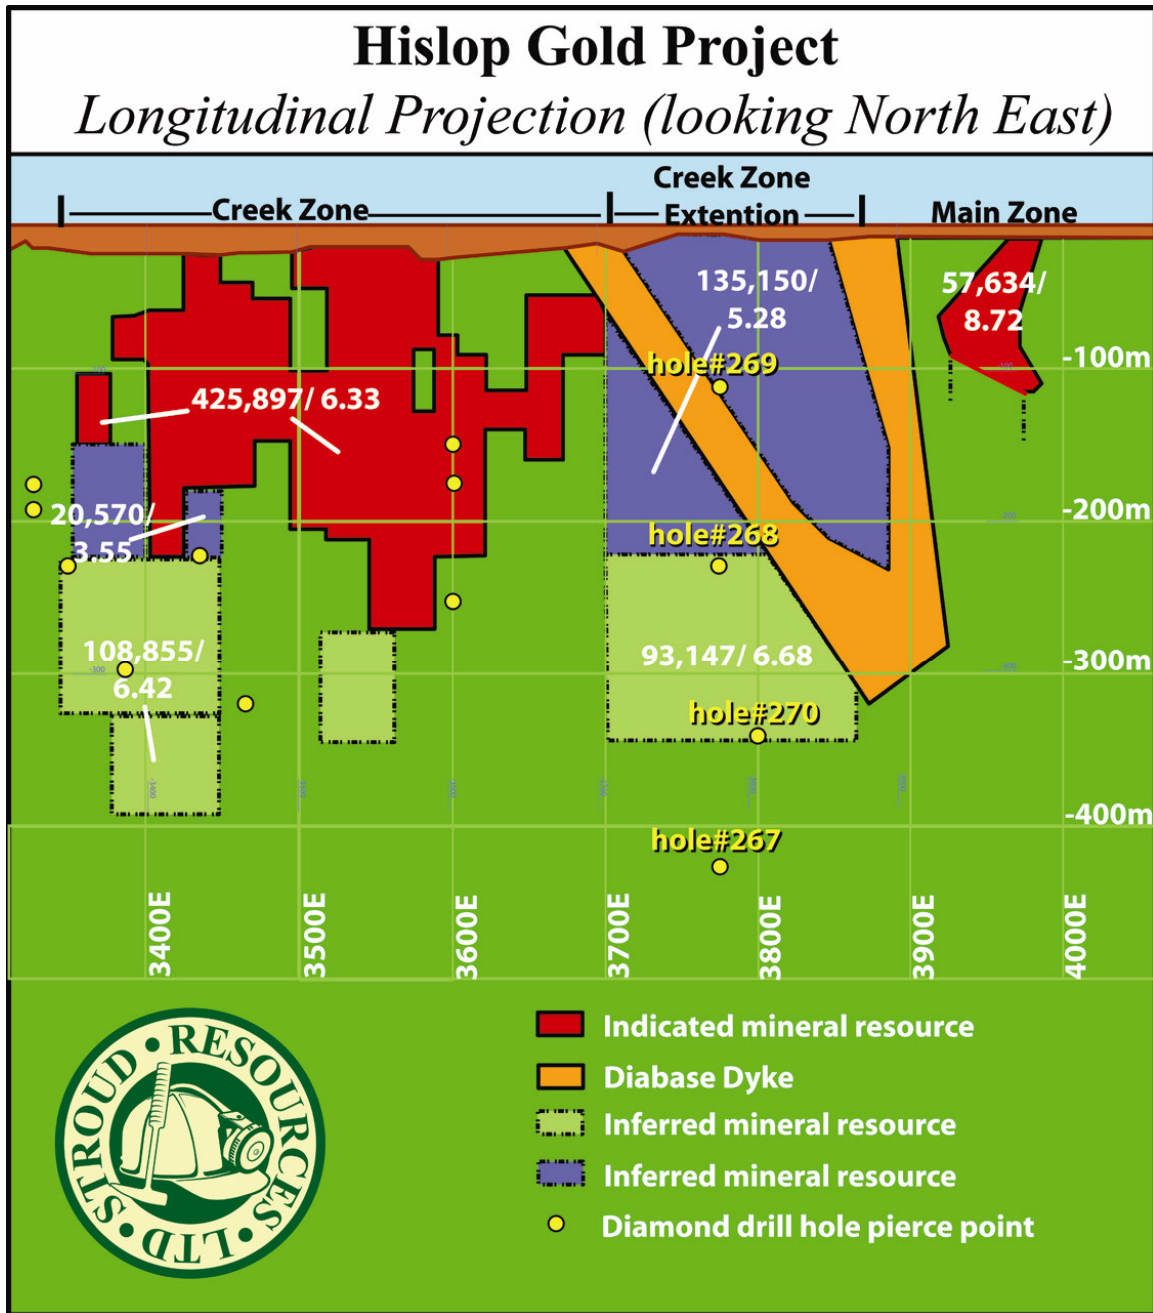 Hislop Gold Project
Longitudinal Projection (looking North East)
Creek Zone
Creek Zone
Extention
Main Zone
135,150/
5.28
57,634/
8.72
hole#269
-100m
425,897/ 6.33
20,570/
3.55
-200m
hole#268
108,855/
6.42
93,147/ 6.68
-300m
hole#270
-400m
hole#267
3400E
3500E
3600E
3700E
3800E
3900E
4000E
Indicated mineral resource
Diabase Dyke
Inferred mineral resource
Inferred mineral resource
Diamond drill hole pierce point
STROUD • RESOURCES • LTD •